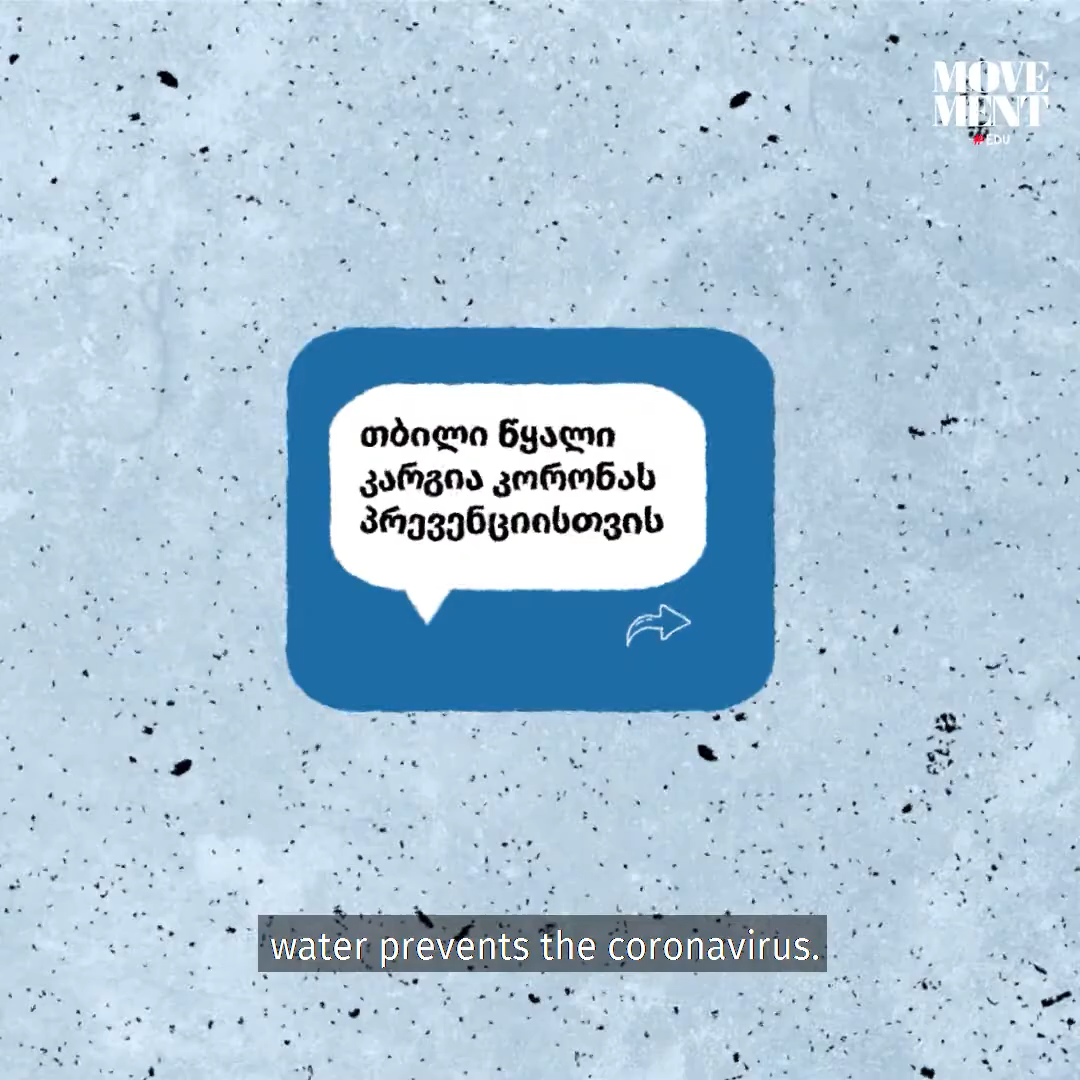 MOVE
MENT
#EDU
თბილი წყალი
კარგია კორონას
პრევენციისთვის
water prevents the coronavirus.